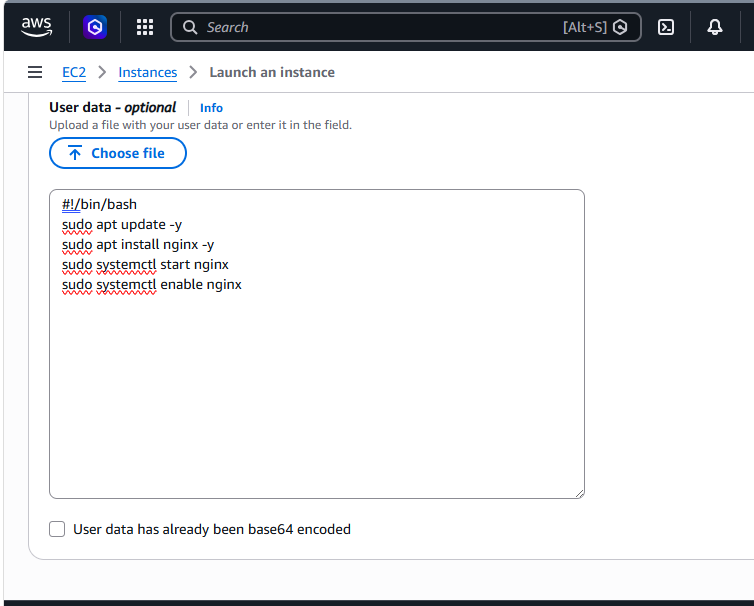 aws
Search [Alt+S]
EC2 > Instances > Launch an instance
User data - optional | Info
Upload a file with your user data or enter it in the field.
Choose file
#!/bin/bash
sudo apt update -y
sudo apt install nginx -y
sudo systemctl start nginx
sudo systemctl enable nginx
User data has already been base64 encoded